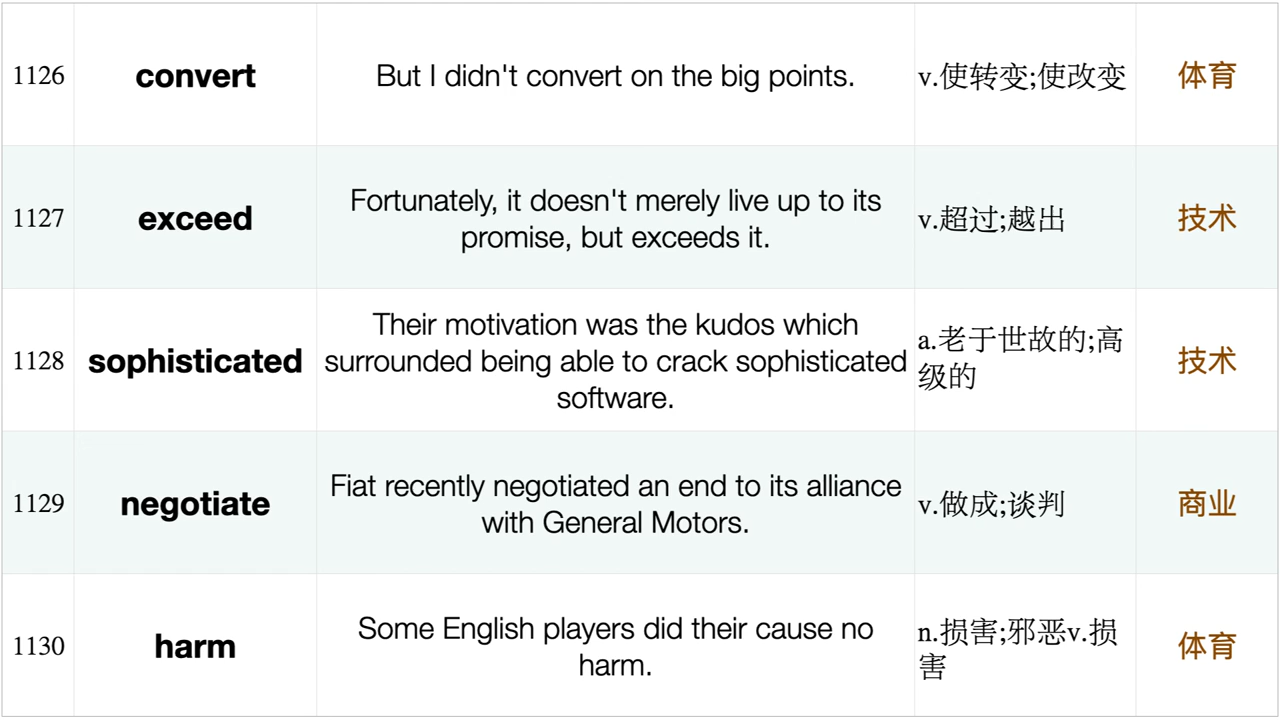 1126 convert But I didn't convert on the big points. v.使转变;使改变 体育
1127 exceed Fortunately, it doesn't merely live up to its
promise, but exceeds it. v.超过;越出 技术
1128 sophisticated Their motivation was the kudos which
surrounded being able to crack sophisticated
software. a.老于世故的;高
级的 技术
1129 negotiate Fiat recently negotiated an end to its alliance
with General Motors. v.做成;谈判 商业
1130 harm Some English players did their cause no
harm. n.损害;邪恶v.损
害 体育